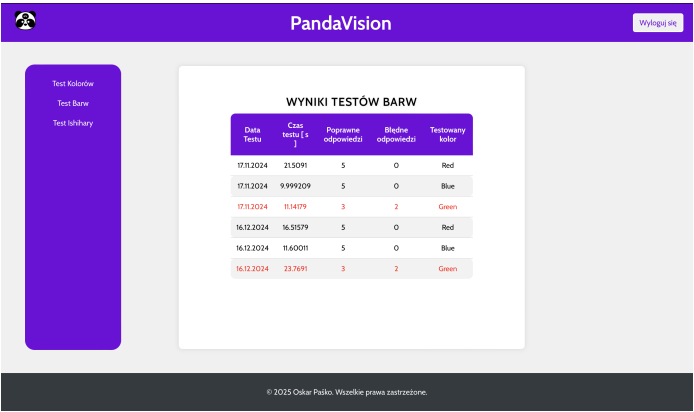 PandaVision
Wyloguj się
Test Kolorów
Test Barw
Test Ishihary
WYNIKI TESTÓW BARW
Data Testu Czas testu [ s ] Poprawne odpowiedzi Błędne odpowiedzi Testowany kolor
17.11.2024 21.5091 5 0 Red
17.11.2024 9.999209 5 0 Blue
17.11.2024 11.14179 3 2 Green
16.12.2024 16.51579 5 0 Red
16.12.2024 11.60011 5 0 Blue
16.12.2024 23.7691 3 2 Green
© 2025 Oskar Paśko. Wszelkie prawa zastrzeżone.